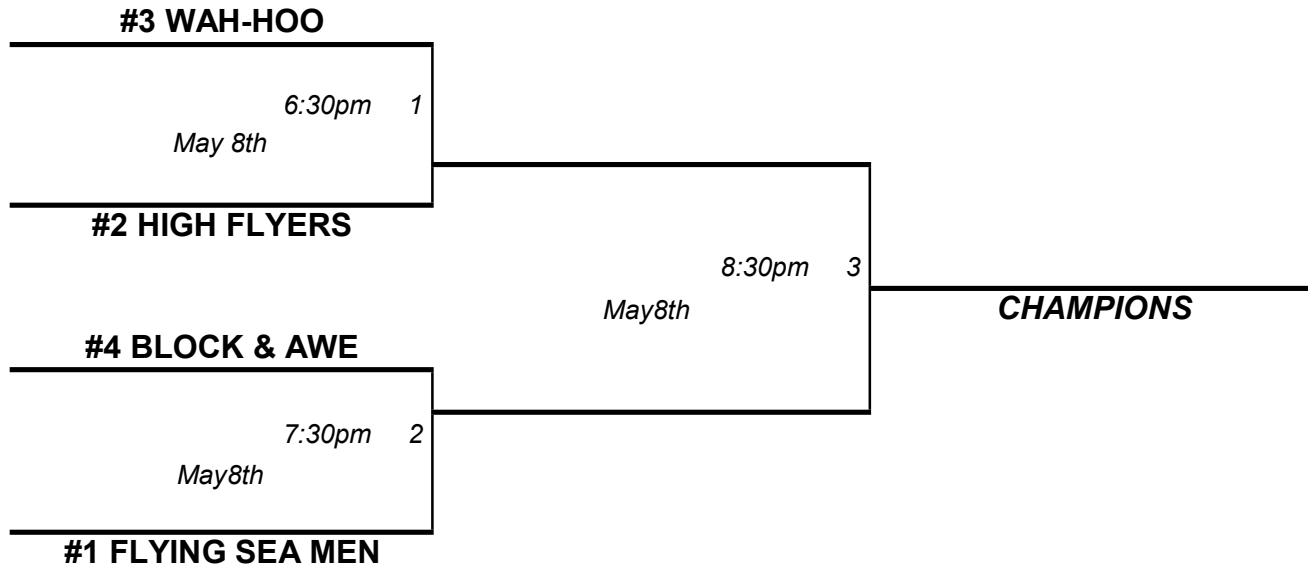 #3 WAH-HOO
6:30pm 1
May 8th
#2 HIGH FLYERS
8:30pm 3
May8th
CHAMPIONS
#4 BLOCK & AWE
7:30pm 2
May8th
#1 FLYING SEA MEN